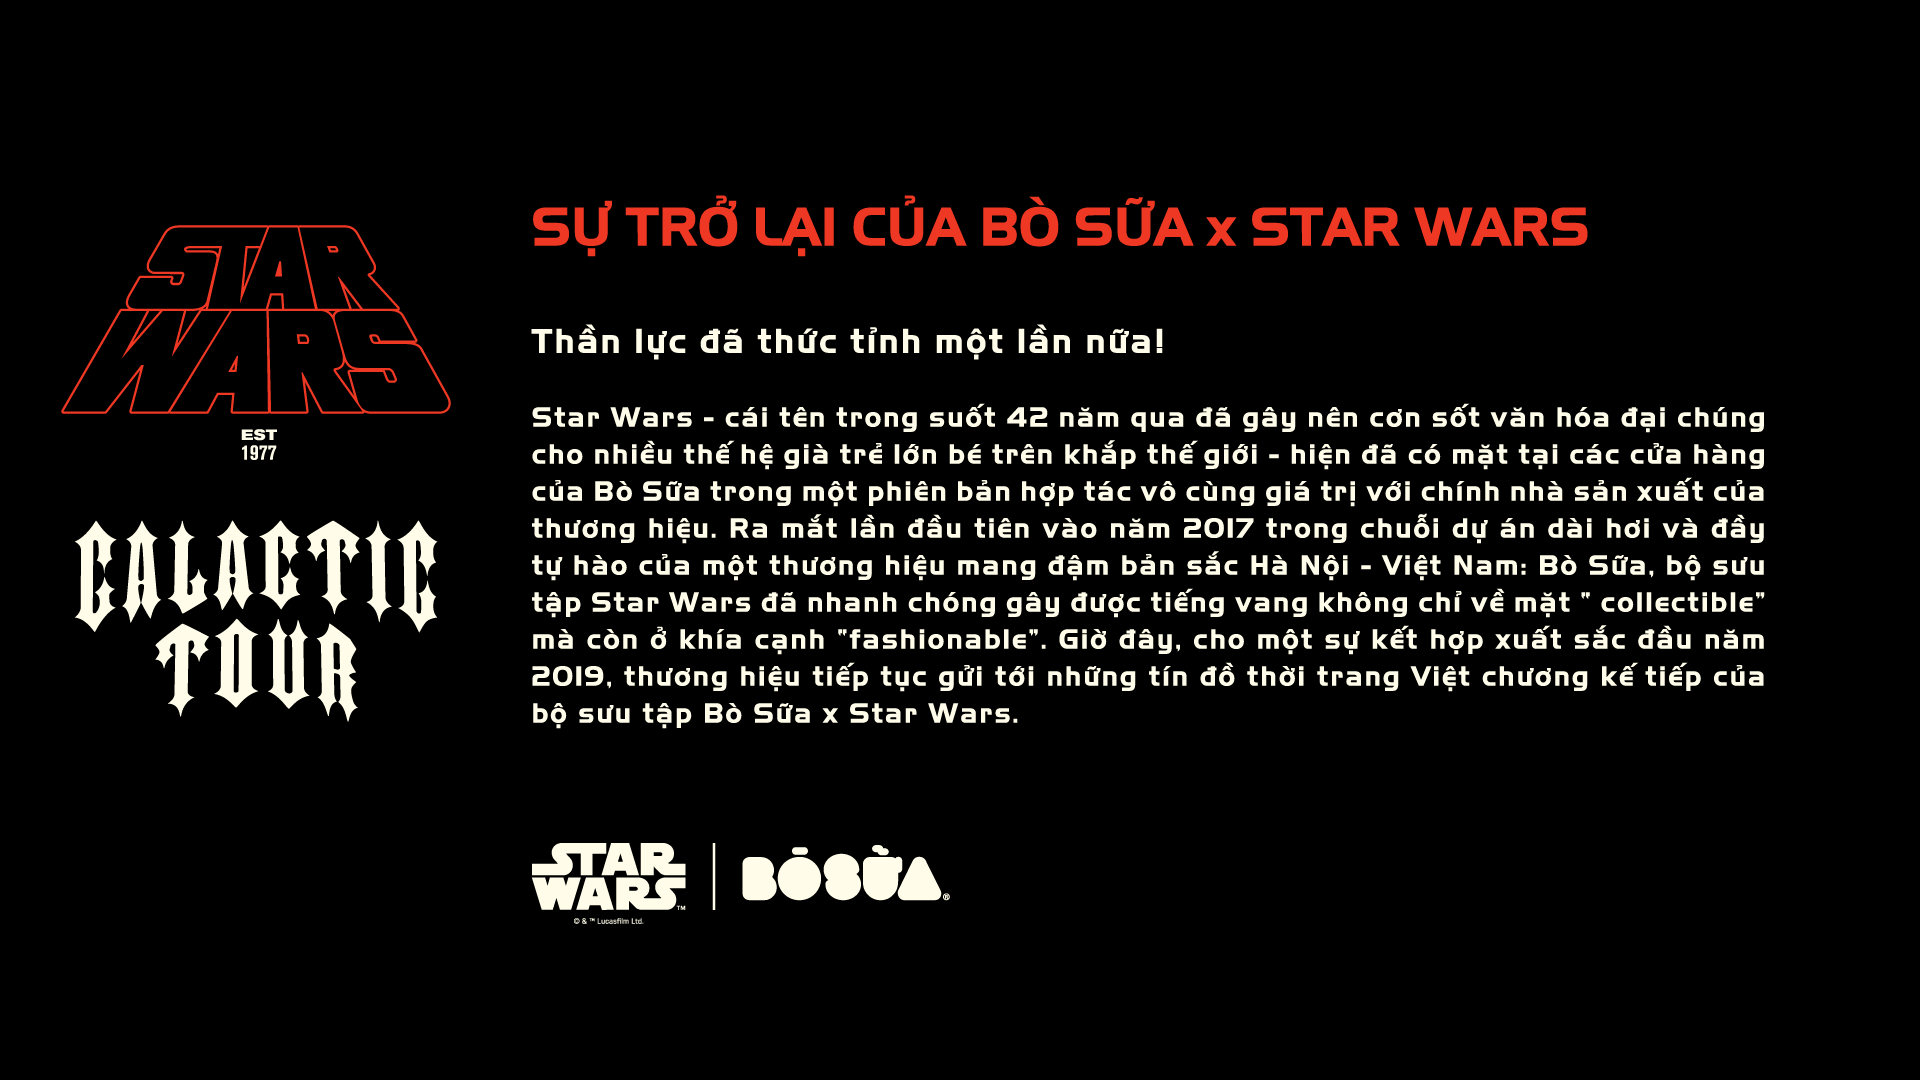 STAR
WARS
EST
1977
GALACTIC
TOUR
SỰ TRỞ LẠI CỦA BÒ SỮA x STAR WARS
Thần lực đã thức tỉnh một lần nữa!
Star Wars - cái tên trong suốt 42 năm qua đã gây nên cơn sốt văn hóa đại chúng
cho nhiều thế hệ già trẻ lớn bé trên khắp thế giới - hiện đã có mặt tại các cửa hàng
của Bò Sữa trong một phiên bản hợp tác vô cùng giá trị với chính nhà sản xuất của
thương hiệu. Ra mắt lần đầu tiên vào năm 2017 trong chuỗi dự án dài hơi và đầy
tự hào của một thương hiệu mang đậm bản sắc Hà Nội - Việt Nam: Bò Sữa, bộ sưu
tập Star Wars đã nhanh chóng gây được tiếng vang không chỉ về mặt " collectible"
mà còn ở khía cạnh "fashionable". Giờ đây, cho một sự kết hợp xuất sắc đầu năm
2019, thương hiệu tiếp tục gửi tới những tín đồ thời trang Việt chương kế tiếp của
bộ sưu tập Bò Sữa x Star Wars.
STAR
WARS™
© & ™ Lucasfilm Ltd.
BÒSỮA®